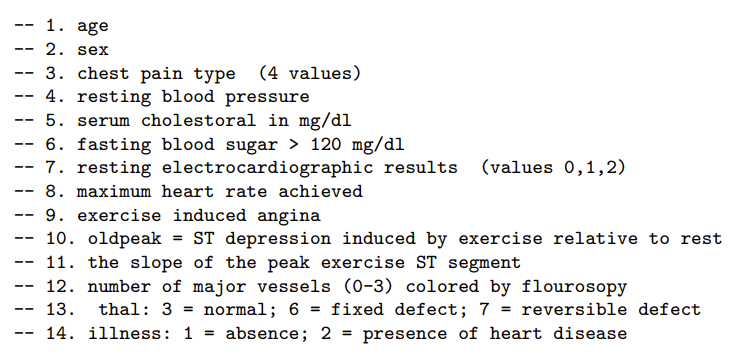 -- 1. age
-- 2. sex
-- 3. chest pain type  (4 values)
-- 4. resting blood pressure
-- 5. serum cholestoral in mg/dl
-- 6. fasting blood sugar > 120 mg/dl
-- 7. resting electrocardiographic results  (values 0,1,2)
-- 8. maximum heart rate achieved
-- 9. exercise induced angina
-- 10. oldpeak = ST depression induced by exercise relative to rest
-- 11. the slope of the peak exercise ST segment
-- 12. number of major vessels (0-3) colored by flourosopy
-- 13.  thal: 3 = normal; 6 = fixed defect; 7 = reversible defect
-- 14. illness: 1 = absence; 2 = presence of heart disease